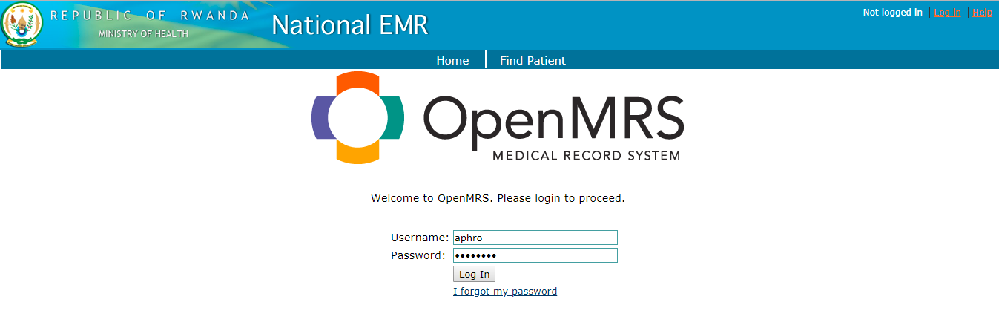 REPUBLIC OF RWANDA
MINISTRY OF HEALTH
National EMR
Not logged in Log in Help
Home Find Patient
OpenMRS
MEDICAL RECORD SYSTEM
Welcome to OpenMRS. Please login to proceed.
Username: aphro
Password: ••••••••
Log In
I forgot my password